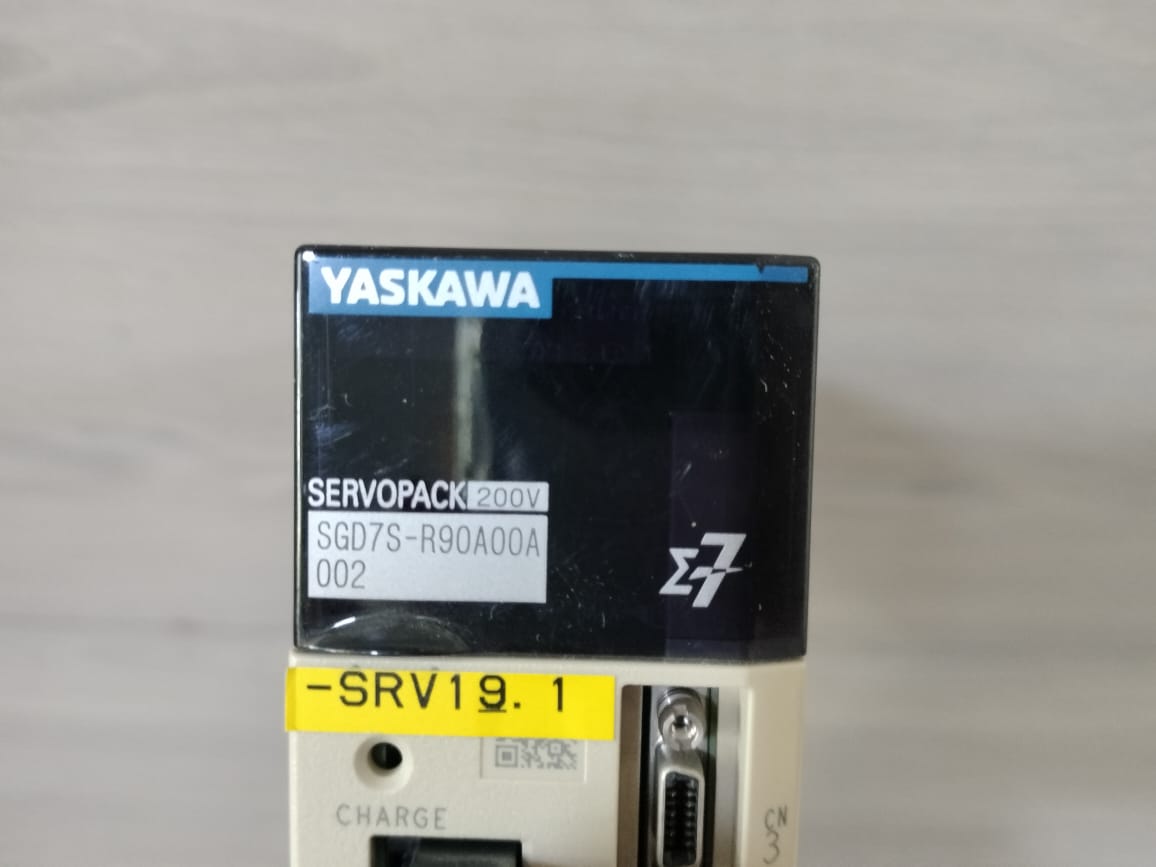 YASKAWA
SERVOPACK 200V
SGD7S-R90A00A
002
Σ7
-SRV19.1
CHARGE
CN
3